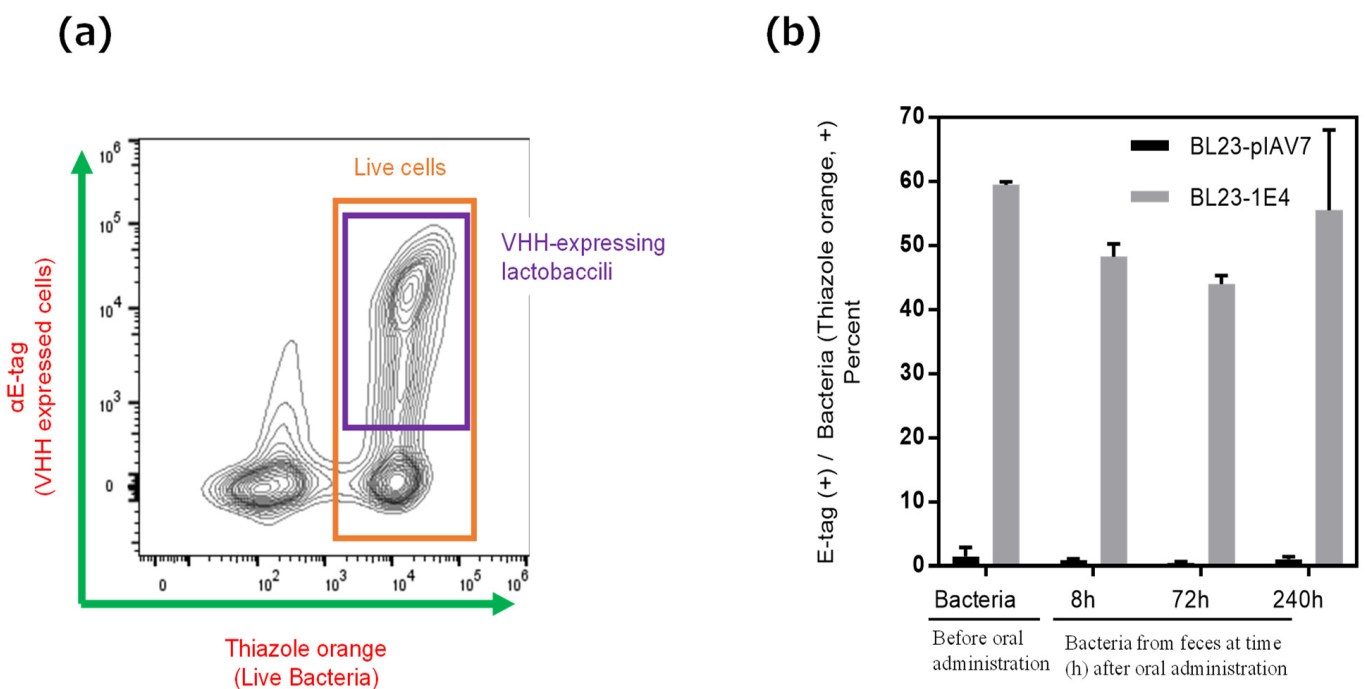 (a)
10⁶
10⁵
10⁴
10³
0
αE-tag
(VHH expressed cells)
Live cells
VHH-expressing
lactobaccili
0
10²
10³
10⁴
10⁵
10⁶
Thiazole orange
(Live Bacteria)
(b)
E-tag (+) / Bacteria (Thiazole orange, +)
Percent
70
60
50
40
30
20
10
0
BL23-pIAV7
BL23-1E4
Bacteria
8h
72h
240h
Before oral
administration
Bacteria from feces at time
(h) after oral administration